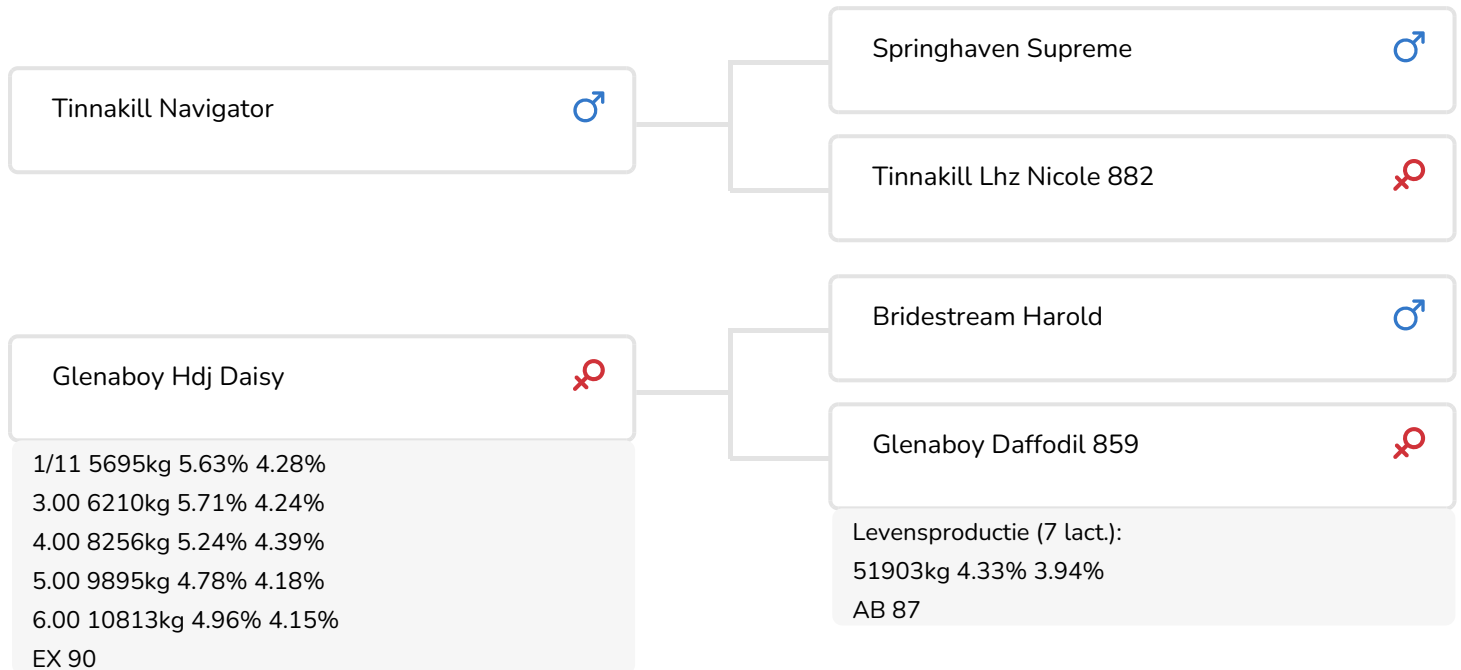 Springhaven Supreme
Tinnakill Navigator
Tinnakill Lhz Nicole 882
Bridestream Harold
Glenaboy Hdj Daisy
1/11 5695kg 5.63% 4.28%
3.00 6210kg 5.71% 4.24%
4.00 8256kg 5.24% 4.39%
5.00 9895kg 4.78% 4.18%
6.00 10813kg 4.96% 4.15%
EX 90
Glenaboy Daffodil 859
Levensproductie (7 lact.):
51903kg 4.33% 3.94%
AB 87